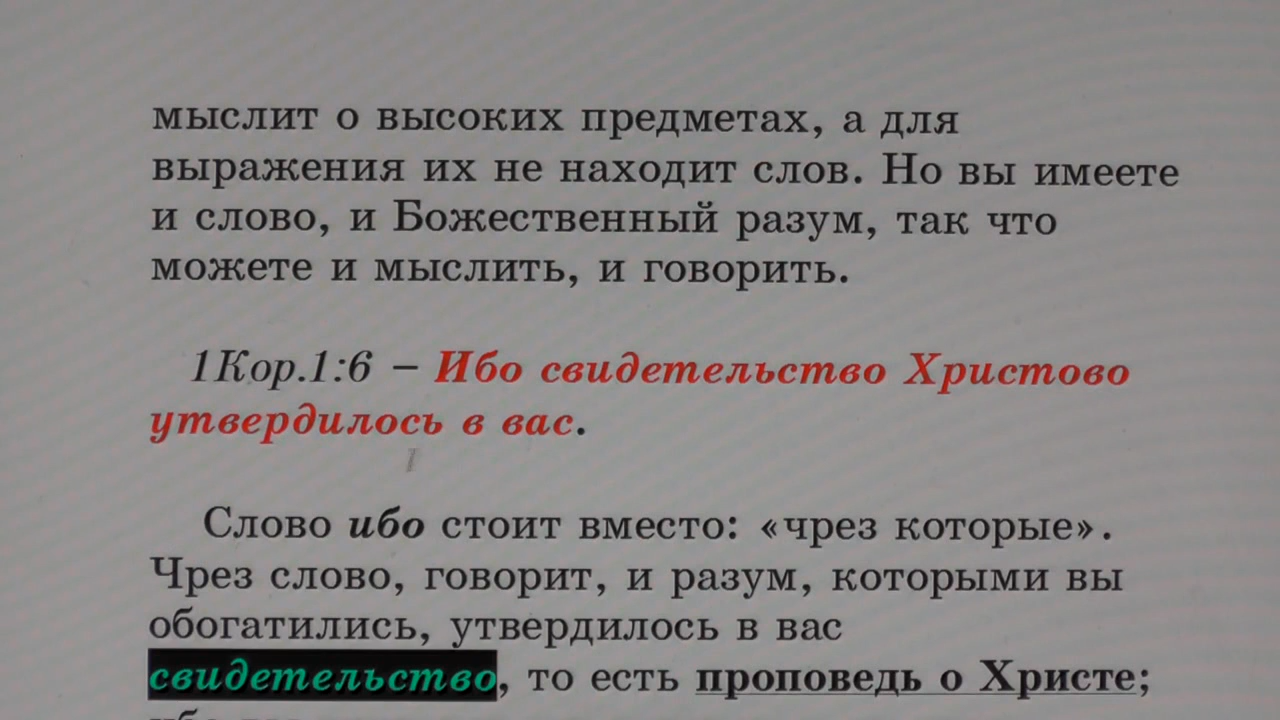 мыслит о высоких предметах, а для
выражения их не находит слов. Но вы имеете
и слово, и Божественный разум, так что
можете и мыслить, и говорить.
1Кор.1:6 – Ибо свидетельство Христово
утвердилось в вас.
Слово ибо стоит вместо: «чрез которые».
Чрез слово, говорит, и разум, которыми вы
обогатились, утвердилось в вас
свидетельство, то есть проповедь о Христе;